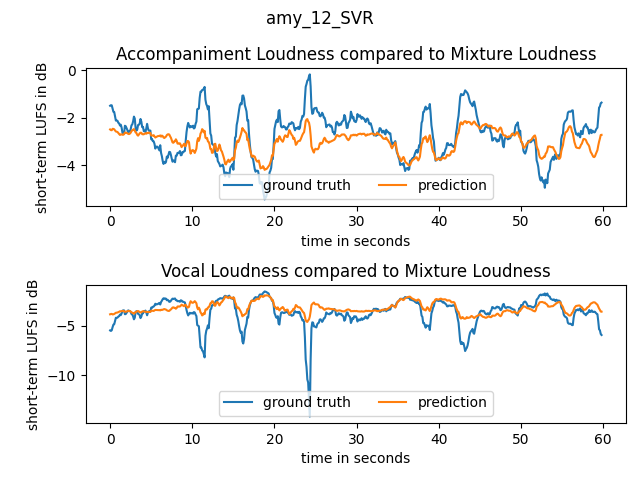 amy_12_SVR
Accompaniment Loudness compared to Mixture Loudness
short-term LUFS in dB
0
−2
−4
ground truth
prediction
0 10 20 30 40 50 60
time in seconds
Vocal Loudness compared to Mixture Loudness
short-term LUFS in dB
−5
−10
ground truth
prediction
0 10 20 30 40 50 60
time in seconds